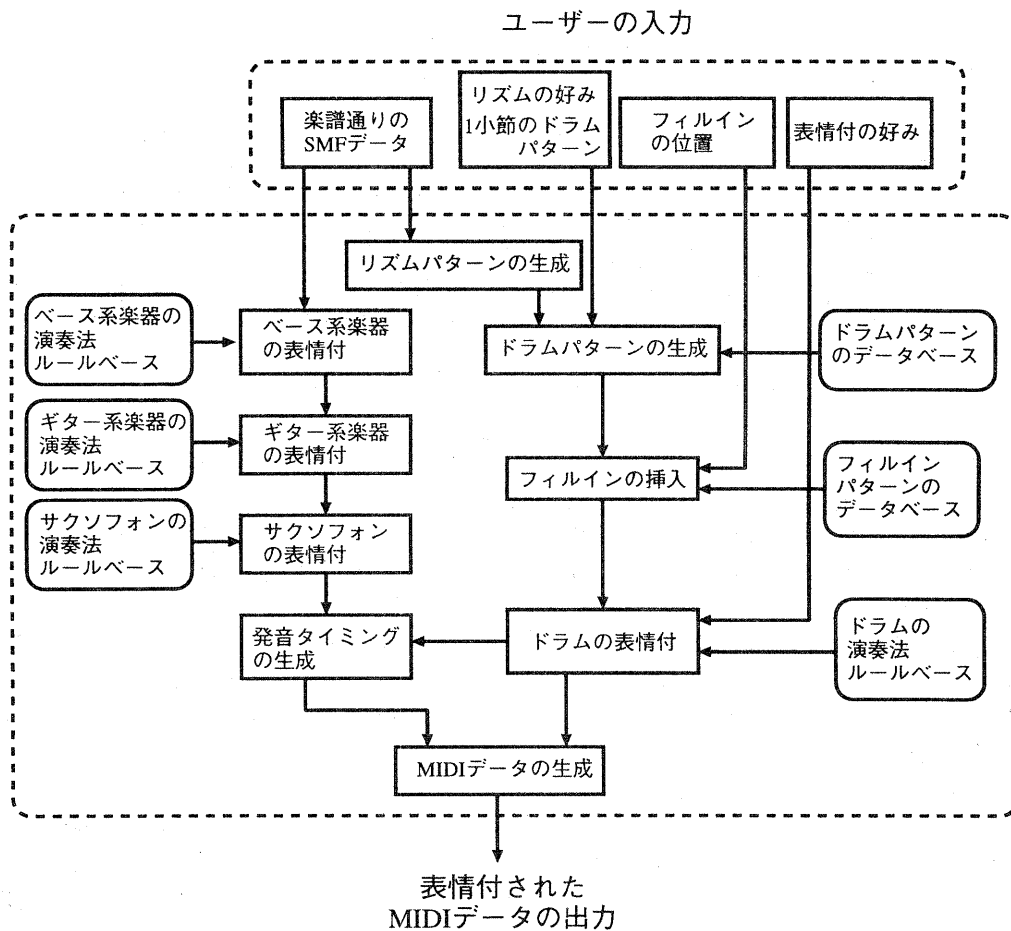 ユーザーの入力
楽譜通りの
SMFデータ
リズムの好み
1小節のドラム
パターン
フィルイン
の位置
表情付の好み
リズムパターンの生成
ベース系楽器の
演奏法
ルールベース
ベース系楽器
の表情付
ドラムパターンの生成
ドラムパターン
のデータベース
ギター系楽器の
演奏法
ルールベース
ギター系楽器
の表情付
フィルインの挿入
フィルイン
パターンの
データベース
サクソフォンの
演奏法
ルールベース
サクソフォン
の表情付
発音タイミング
の生成
ドラムの表情付
ドラムの
演奏法
ルールベース
MIDIデータの生成
表情付された
MIDIデータの出力